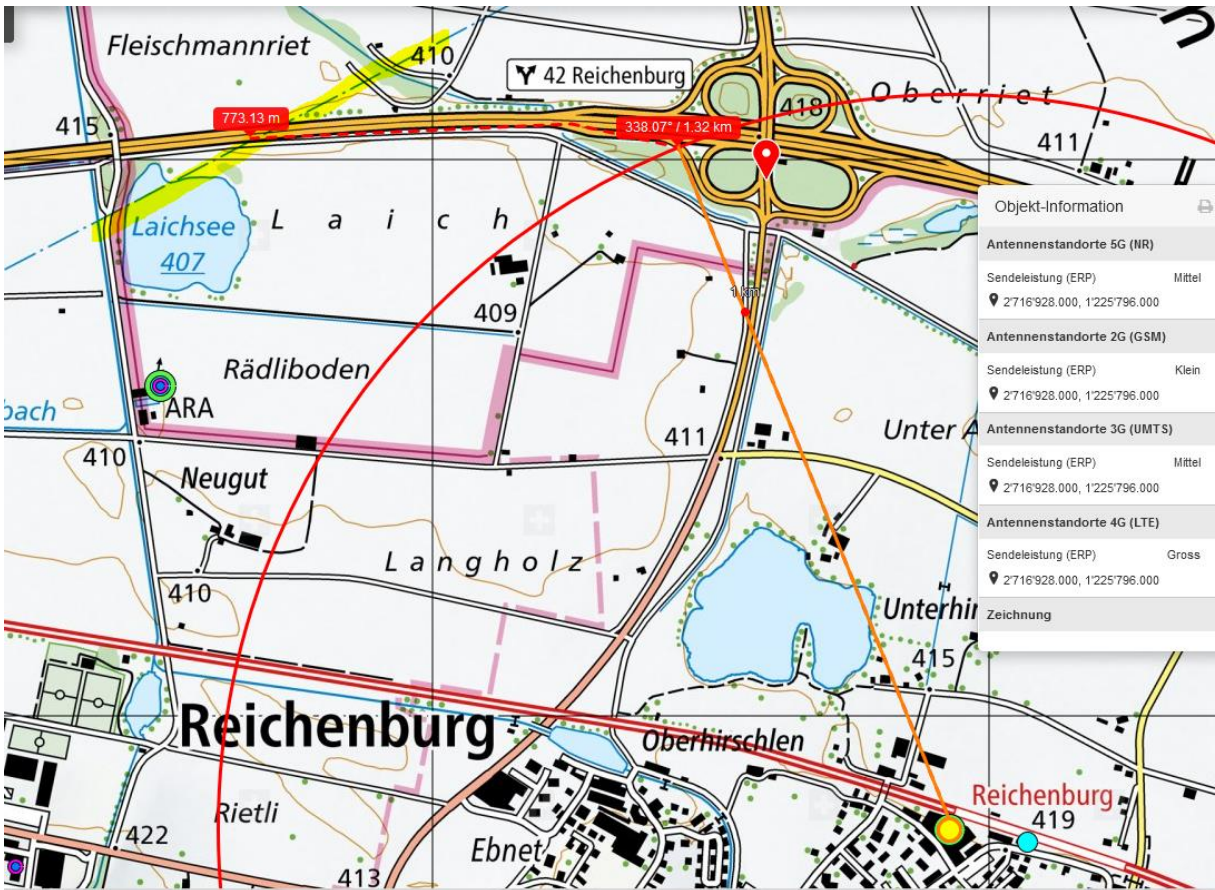 Fleischmannriet
410
42 Reichenburg
Oberriet
773.13 m
338.07° / 1.32 km
418
415
411
Laichsee
407
Laich
Objekt-Information
Antennenstandorte 5G (NR)
Sendeleistung (ERP) Mittel
2'716'928.000, 1'225'796.000
Antennenstandorte 2G (GSM)
Sendeleistung (ERP) Klein
2'716'928.000, 1'225'796.000
Antennenstandorte 3G (UMTS)
Sendeleistung (ERP) Mittel
2'716'928.000, 1'225'796.000
Antennenstandorte 4G (LTE)
Sendeleistung (ERP) Gross
2'716'928.000, 1'225'796.000
Zeichnung
1 km
409
Rädliboden
bach
ARA
410
411
Unter A
Neugut
Langholz
410
Unterhir
415
Reichenburg
Oberhirschlen
Reichenburg
419
Rietli
422
Ebnet
413